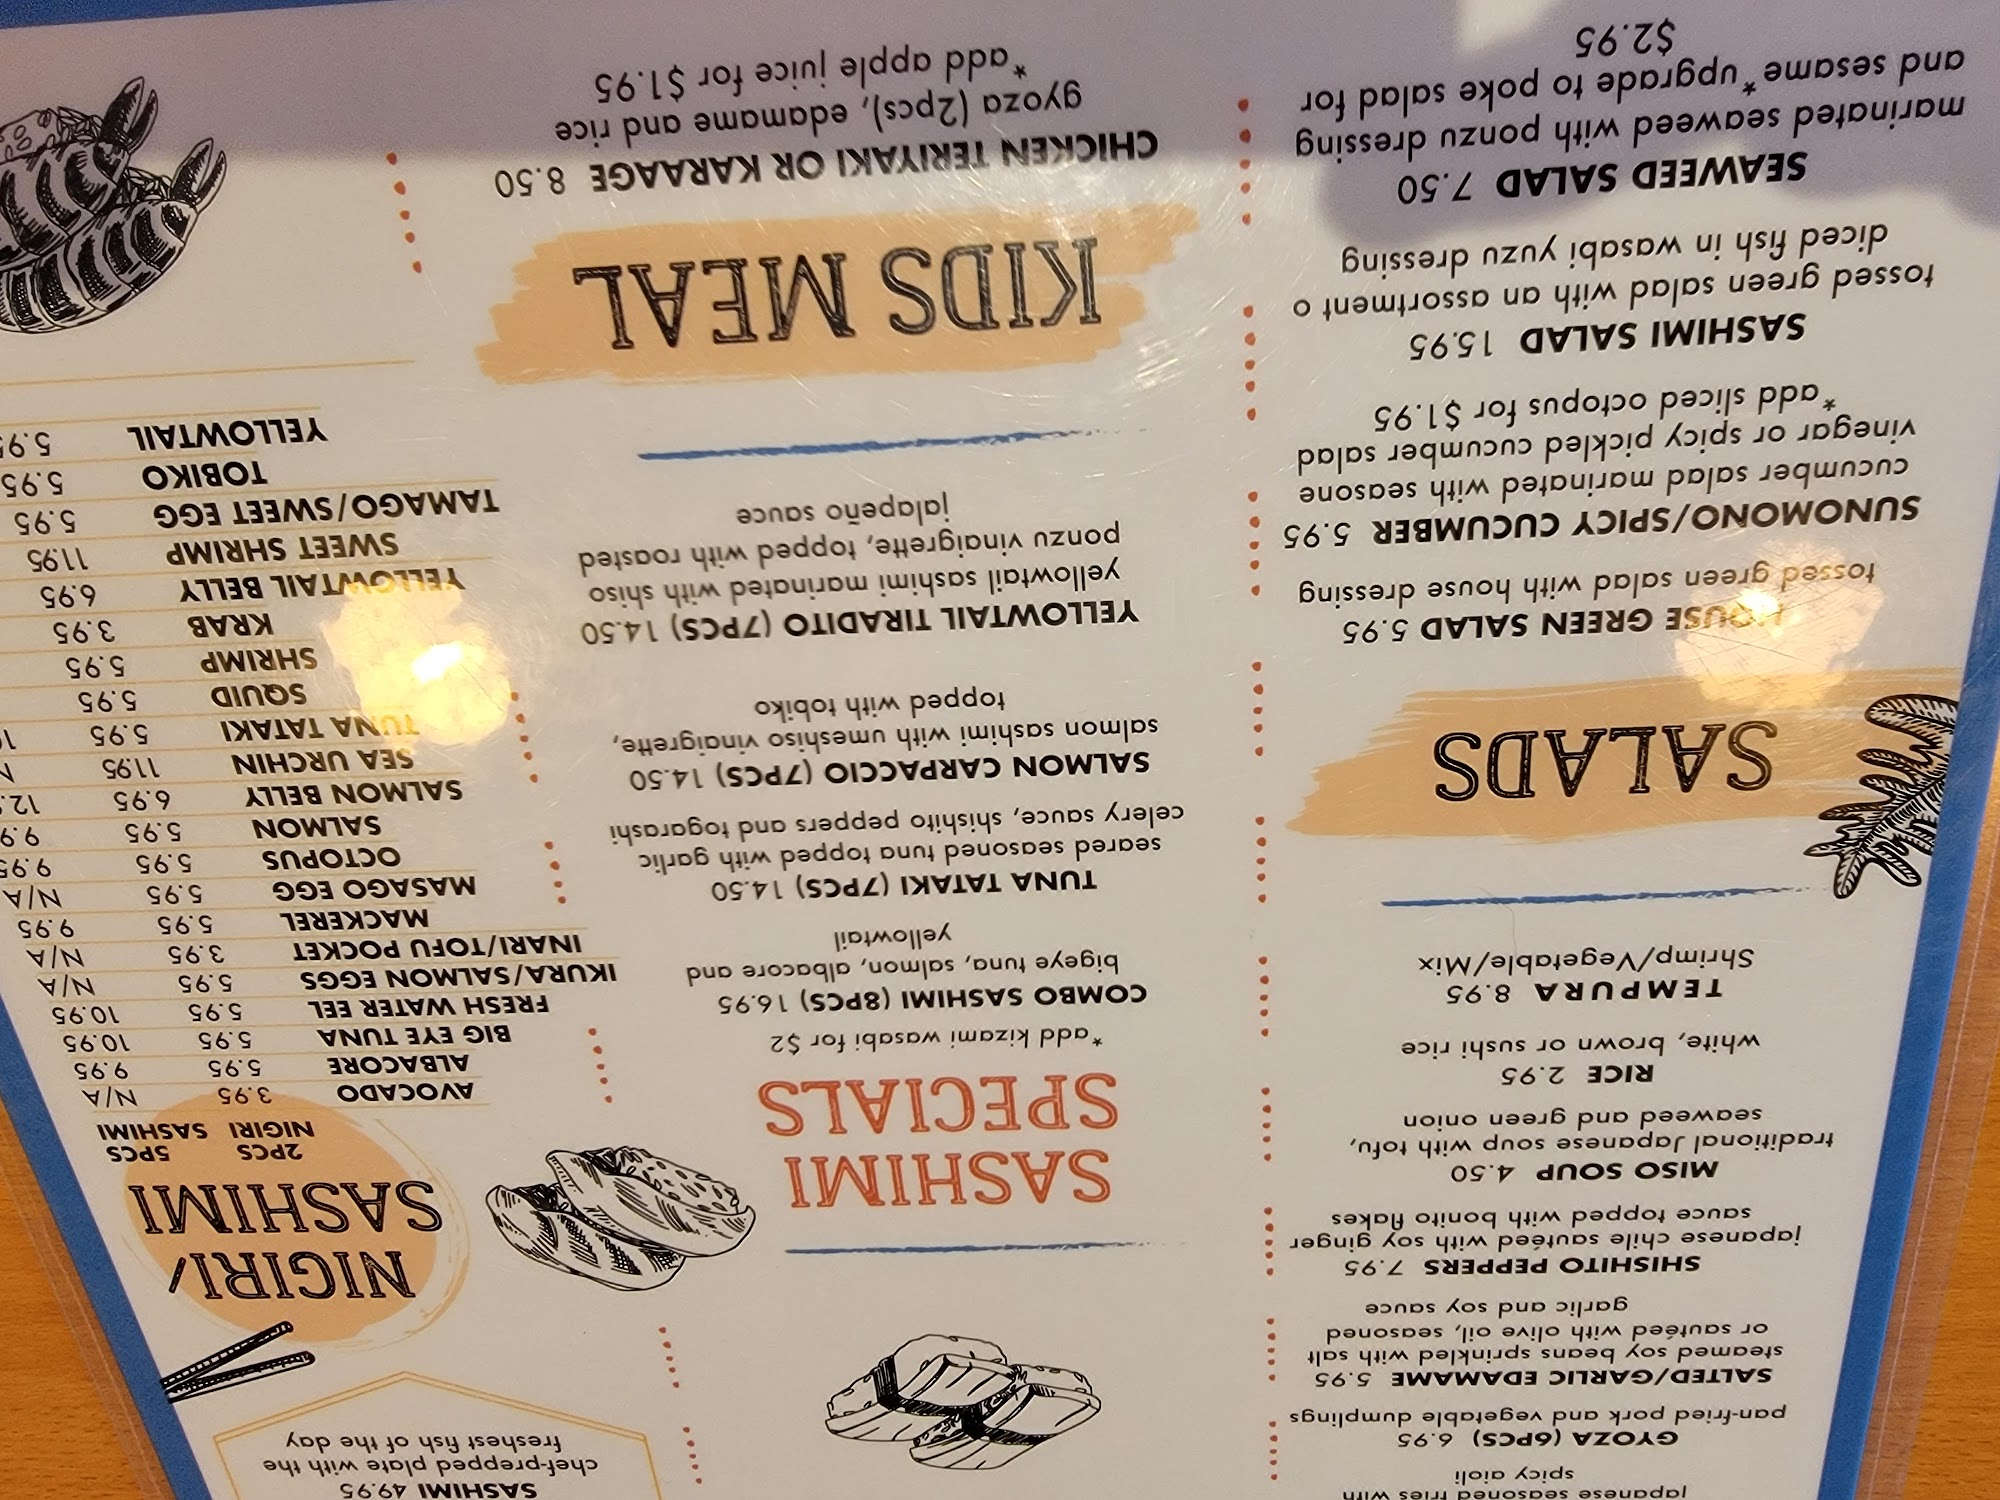 japanese seasoned fries with
spicy aioli
GYOZA (6PCS) 6.95
pan-fried pork and vegetable dumplings
SALTED/GARLIC EDAMAME 5.95
steamed soy beans sprinkled with salt
or sautéed with olive oil, seasoned
garlic and soy sauce
SHISHITO PEPPERS 7.95
japanese chile sautéed with soy ginger
sauce topped with bonito flakes
MISO SOUP 4.50
traditional Japanese soup with tofu,
seaweed and green onion
RICE 2.95
white, brown or sushi rice
TEMPURA 8.95
Shrimp/Vegetable/Mix
SALADS
HOUSE GREEN SALAD 5.95
tossed green salad with house dressing
SUNOMONO/SPICY CUCUMBER 5.95
cucumber salad marinated with seasone
vinegar or spicy pickled cucumber salad
*add sliced octopus for $1.95
SASHIMI SALAD 15.95
tossed green salad with an assortment o
diced fish in wasabi yuzu dressing
SEAWEED SALAD 7.50
marinated seaweed with ponzu dressing
and sesame *upgrade to poke salad for
$2.95
SASHIMI
SPECIALS
*add kizami wasabi for $2
COMBO SASHIMI (8PCS) 16.95
bigeye tuna, salmon, albacore and
yellowtail
TUNA TATAKI (7PCS) 14.50
seared seasoned tuna topped with garlic
celery sauce, shishito peppers and togarashi
SALMON CARPACCIO (7PCS) 14.50
salmon sashimi with umeshiso vinaigrette,
topped with tobiko
YELLOWTAIL TIRADITO (7PCS) 14.50
yellowtail sashimi marinated with shiso
ponzu vinaigrette, topped with roasted
jalapeño sauce
KIDS MEAL
CHICKEN TERIYAKI OR KARAAGE 8.50
gyoza (2pcs), edamame and rice
*add apple juice for $1.95
SASHIMI 49.95
chef-prepped plate with the
freshest fish of the day
NIGIRI/
SASHIMI
2PCS 5PCS
NIGIRI SASHIMI
AVOCADO 3.95 N/A
ALBACORE 5.95 9.95
BIG EYE TUNA 5.95 10.95
FRESH WATER EEL 5.95 10.95
IKURA/SALMON EGGS 5.95 N/A
INARI/TOFU POCKET 3.95 N/A
MACKEREL 5.95 9.95
MASAGO EGG 5.95 N/A
OCTOPUS 5.95 9.95
SALMON 5.95 9.9
SALMON BELLY 6.95 12.
SEA URCHIN 11.95 N
TUNA TATAKI 5.95 1
SQUID 5.95
SHRIMP 5.95
KRAB 3.95
YELLOWTAIL BELLY 6.95
SWEET SHRIMP 11.95
TAMAGO/SWEET EGG 5.95
TOBIKO 5.95
YELLOWTAIL 5.95